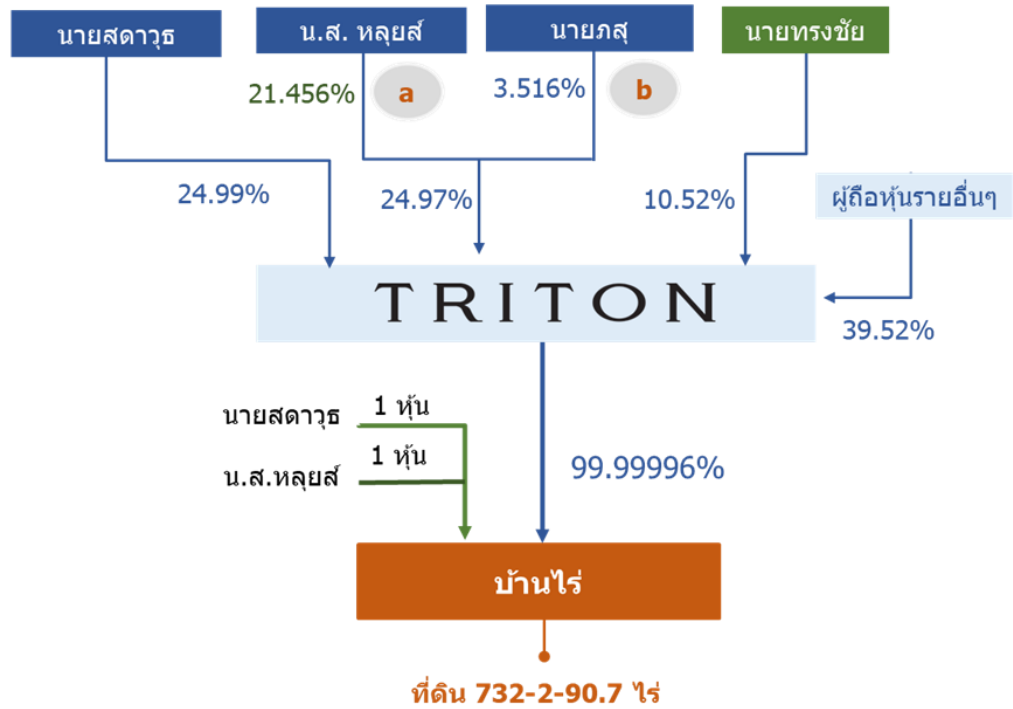 นายสดาวุธ
น.ส. หลุยส์
นายภสุ
นายทรงชัย
21.456%
a
3.516%
b
24.99%
24.97%
10.52%
ผู้ถือหุ้นรายอื่นๆ
TRITON
39.52%
นายสดาวุธ
1 หุ้น
น.ส.หลุยส์
1 หุ้น
99.99996%
บ้านไร่
ที่ดิน 732-2-90.7 ไร่